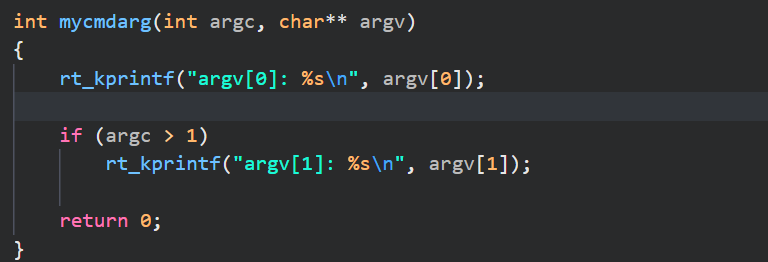 int mycmdarg(int argc, char** argv)
{
    rt_kprintf("argv[0]: %s\n", argv[0]);
    if (argc > 1)
        rt_kprintf("argv[1]: %s\n", argv[1]);
    return 0;
}